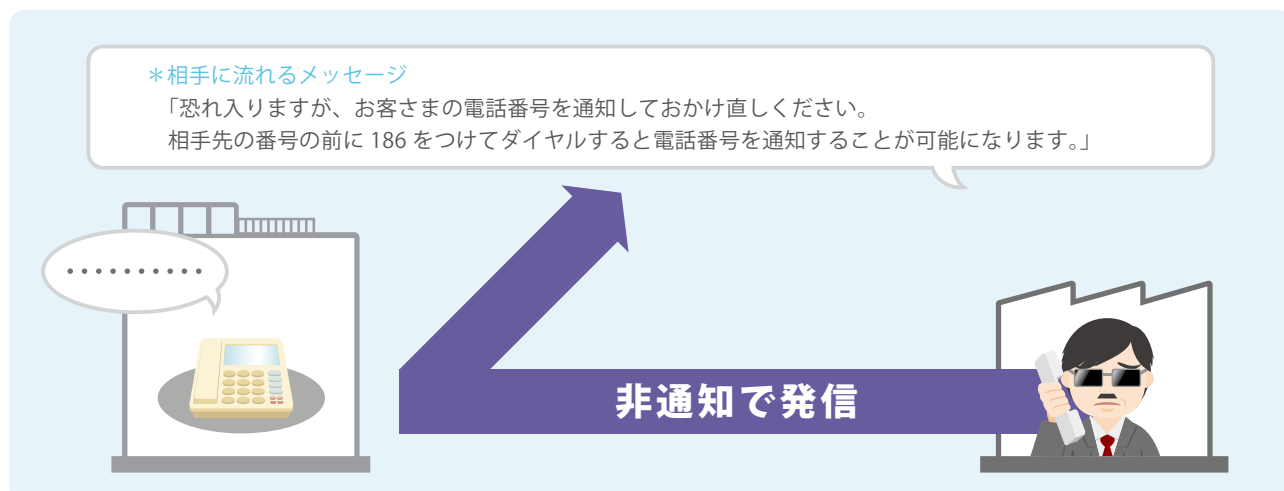 ＊相手に流れるメッセージ
「恐れ入りますが、お客さまの電話番号を通知しておかけ直しください。
相手先の番号の前に 186 をつけてダイヤルすると電話番号を通知することが可能になります。」
・・・・・・・・・・
非通知で発信